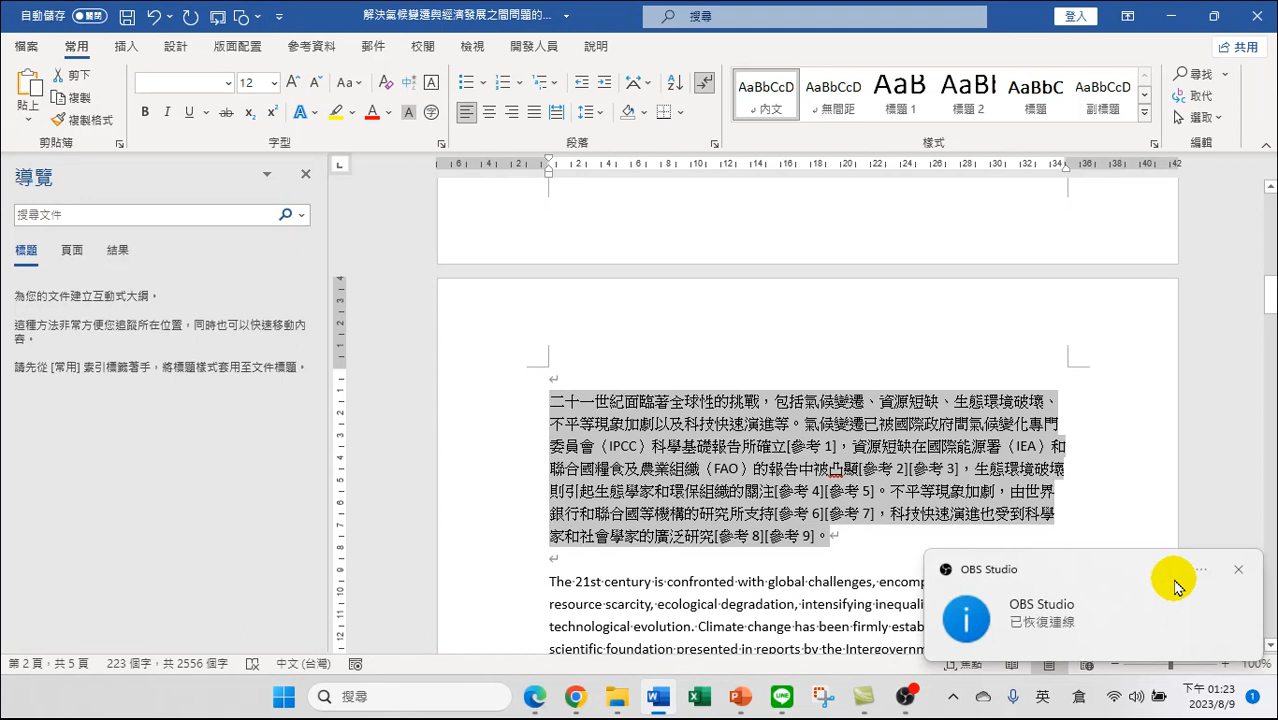 自動儲存 關閉 解決氣候變遷與經濟發展之間問題的... 搜尋 登入
檔案 常用 插入 設計 版面配置 參考資料 郵件 校閱 檢視 開發人員 說明 共用
貼上 剪下 複製 複製格式
12
AaBbCcD AaBbCcD AaB AaBb AaBbC AaBbCcD
內文 無間距 標題 1 標題 2 標題 副標題
尋找 取代 選取
剪貼簿 字型 段落 樣式 編輯
導覽
搜尋文件
標題 頁面 結果
為您的文件建立互動式大綱。
這種方法非常方便您追蹤所在位置，同時也可以快速移動內
容。
請先從 [常用] 索引標籤著手，將標題樣式套用至文件標題。
二十一世紀面臨著全球性的挑戰，包括氣候變遷、資源短缺、生態環境破壞、
不平等現象加劇以及科技快速演進等。氣候變遷已被國際政府間氣候變化專門
委員會（IPCC）科學基礎報告所確立[參考 1]，資源短缺在國際能源署（IEA）和
聯合國糧食及農業組織（FAO）的報告中被凸顯[參考 2][參考 3]，生態環境破壞
則引起生態學家和環保組織的關注[參考 4][參考 5]。不平等現象加劇，由世界
銀行和聯合國等機構的研究所支持[參考 6][參考 7]，科技快速演進也受到科學
家和社會學家的廣泛研究[參考 8][參考 9]。
The 21st century is confronted with global challenges, encomp
resource scarcity, ecological degradation, intensifying inequali
technological evolution. Climate change has been firmly estab
scientific foundation presented in reports by the Intergovernm
OBS Studio
OBS Studio
已恢復連線
第 2 頁，共 5 頁 223 個字，共 2556 個字 中文 (台灣) 焦點 100%
搜尋 英 倉 下午 01:23
2023/8/9